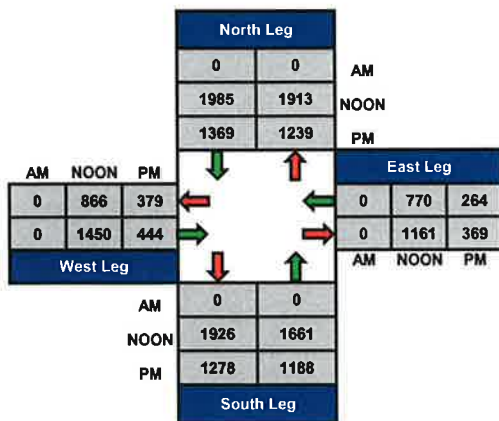 North Leg
0 0 AM
1985 1913 NOON
1369 1239 PM
AM NOON PM
East Leg
0 866 379
0 770 264
0 1450 444
0 1161 369
West Leg
AM NOON PM
AM 0 0
NOON 1926 1661
PM 1278 1188
South Leg